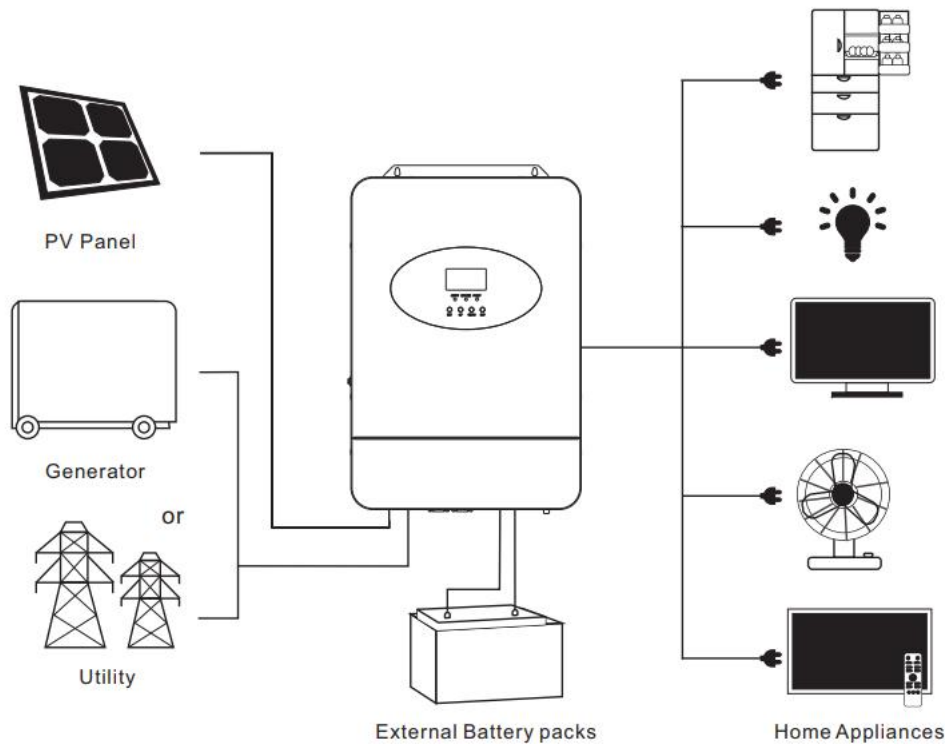 PV Panel
Generator
or
Utility
External Battery packs
Home Appliances